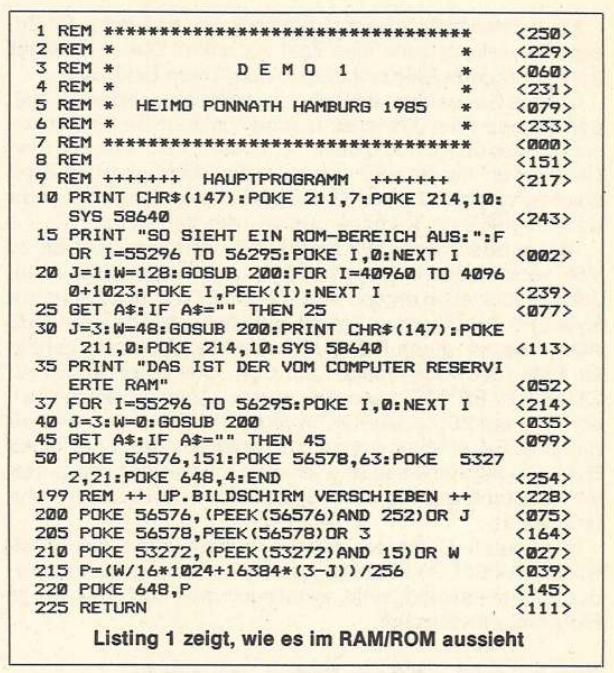 1 REM ********************************* <250>
2 REM * * <229>
3 REM * D E M O 1 * <060>
4 REM * * <231>
5 REM * HEIMO PONNATH HAMBURG 1985 * <079>
6 REM * * <233>
7 REM ********************************* <000>
8 REM <151>
9 REM +++++++ HAUPTPROGRAMM +++++++ <217>
10 PRINT CHR$(147):POKE 211,7:POKE 214,10:
SYS 58640 <243>
15 PRINT "SO SIEHT EIN ROM-BEREICH AUS:":F
OR I=55296 TO 56295:POKE I,0:NEXT I <002>
20 J=1:W=128:GOSUB 200:FOR I=40960 TO 4096
0+1023:POKE I,PEEK(I):NEXT I <239>
25 GET A$:IF A$="" THEN 25 <077>
30 J=3:W=48:GOSUB 200:PRINT CHR$(147):POKE
211,0:POKE 214,10:SYS 58640 <113>
35 PRINT "DAS IST DER VOM COMPUTER RESERVI
ERTE RAM" <052>
37 FOR I=55296 TO 56295:POKE I,0:NEXT I <214>
40 J=3:W=0:GOSUB 200 <035>
45 GET A$:IF A$="" THEN 45 <099>
50 POKE 56576,151:POKE 56578,63:POKE 5327
2,21:POKE 648,4:END <254>
199 REM ++ UP.BILDSCHIRM VERSCHIEBEN ++ <228>
200 POKE 56576,(PEEK(56576)AND 252)OR J <075>
205 POKE 56578,PEEK(56578)OR 3 <164>
210 POKE 53272,(PEEK(53272)AND 15)OR W <027>
215 P=(W/16*1024+16384*(3-J))/256 <039>
220 POKE 648,P <145>
225 RETURN <111>
Listing 1 zeigt, wie es im RAM/ROM aussieht